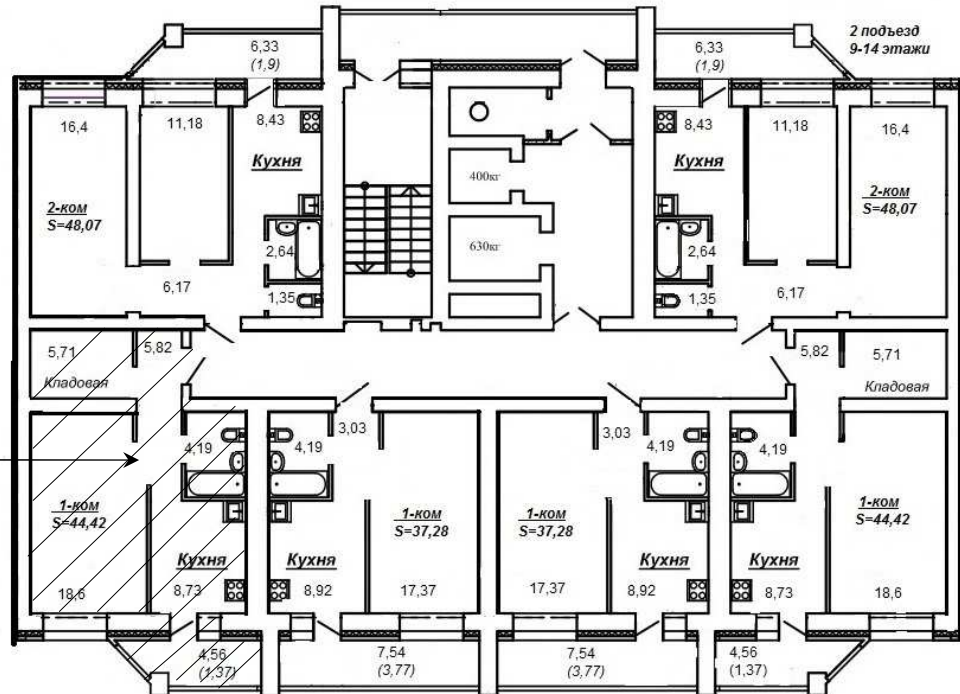 2 подъезд
9-14 этажи
6,33
(1,9)
6,33
(1,9)
16,4
11,18
8,43
8,43
11,18
16,4
Кухня
Кухня
400кг
2-ком
S=48,07
2-ком
S=48,07
630кг
2,64
2,64
6,17
1,35
1,35
6,17
5,71
5,82
5,82
5,71
Кладовая
Кладовая
3,03
3,03
4,19
4,19
4,19
4,19
1-ком
S=44,42
1-ком
S=37,28
1-ком
S=37,28
1-ком
S=44,42
Кухня
Кухня
Кухня
Кухня
18,6
8,73
8,92
17,37
17,37
8,92
8,73
18,6
4,56
(1,37)
7,54
(3,77)
7,54
(3,77)
4,56
(1,37)